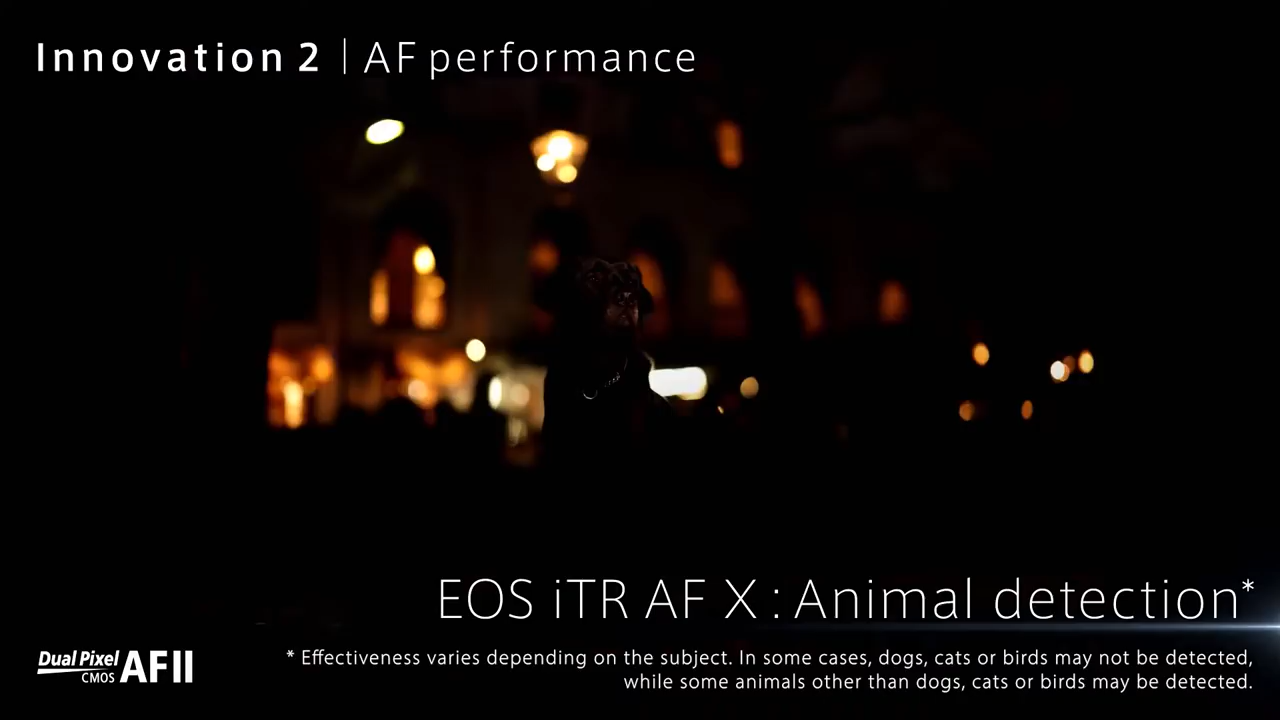 Innovation 2 | AF performance
EOS iTR AF X : Animal detection*
Dual Pixel
CMOS AF II
* Effectiveness varies depending on the subject. In some cases, dogs, cats or birds may not be detected,
while some animals other than dogs, cats or birds may be detected.